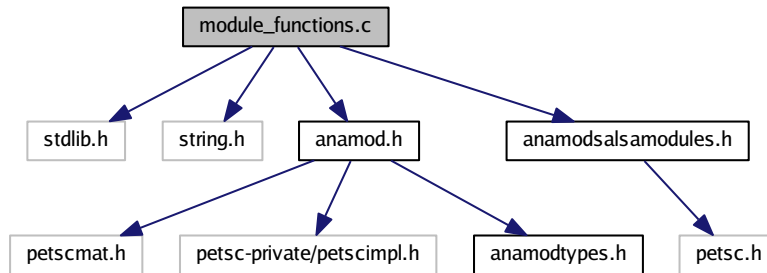 module_functions.c
stdlib.h
string.h
anamod.h
anamodsalsamodules.h
petscmat.h
petsc-private/petscimpl.h
anamodtypes.h
petsc.h